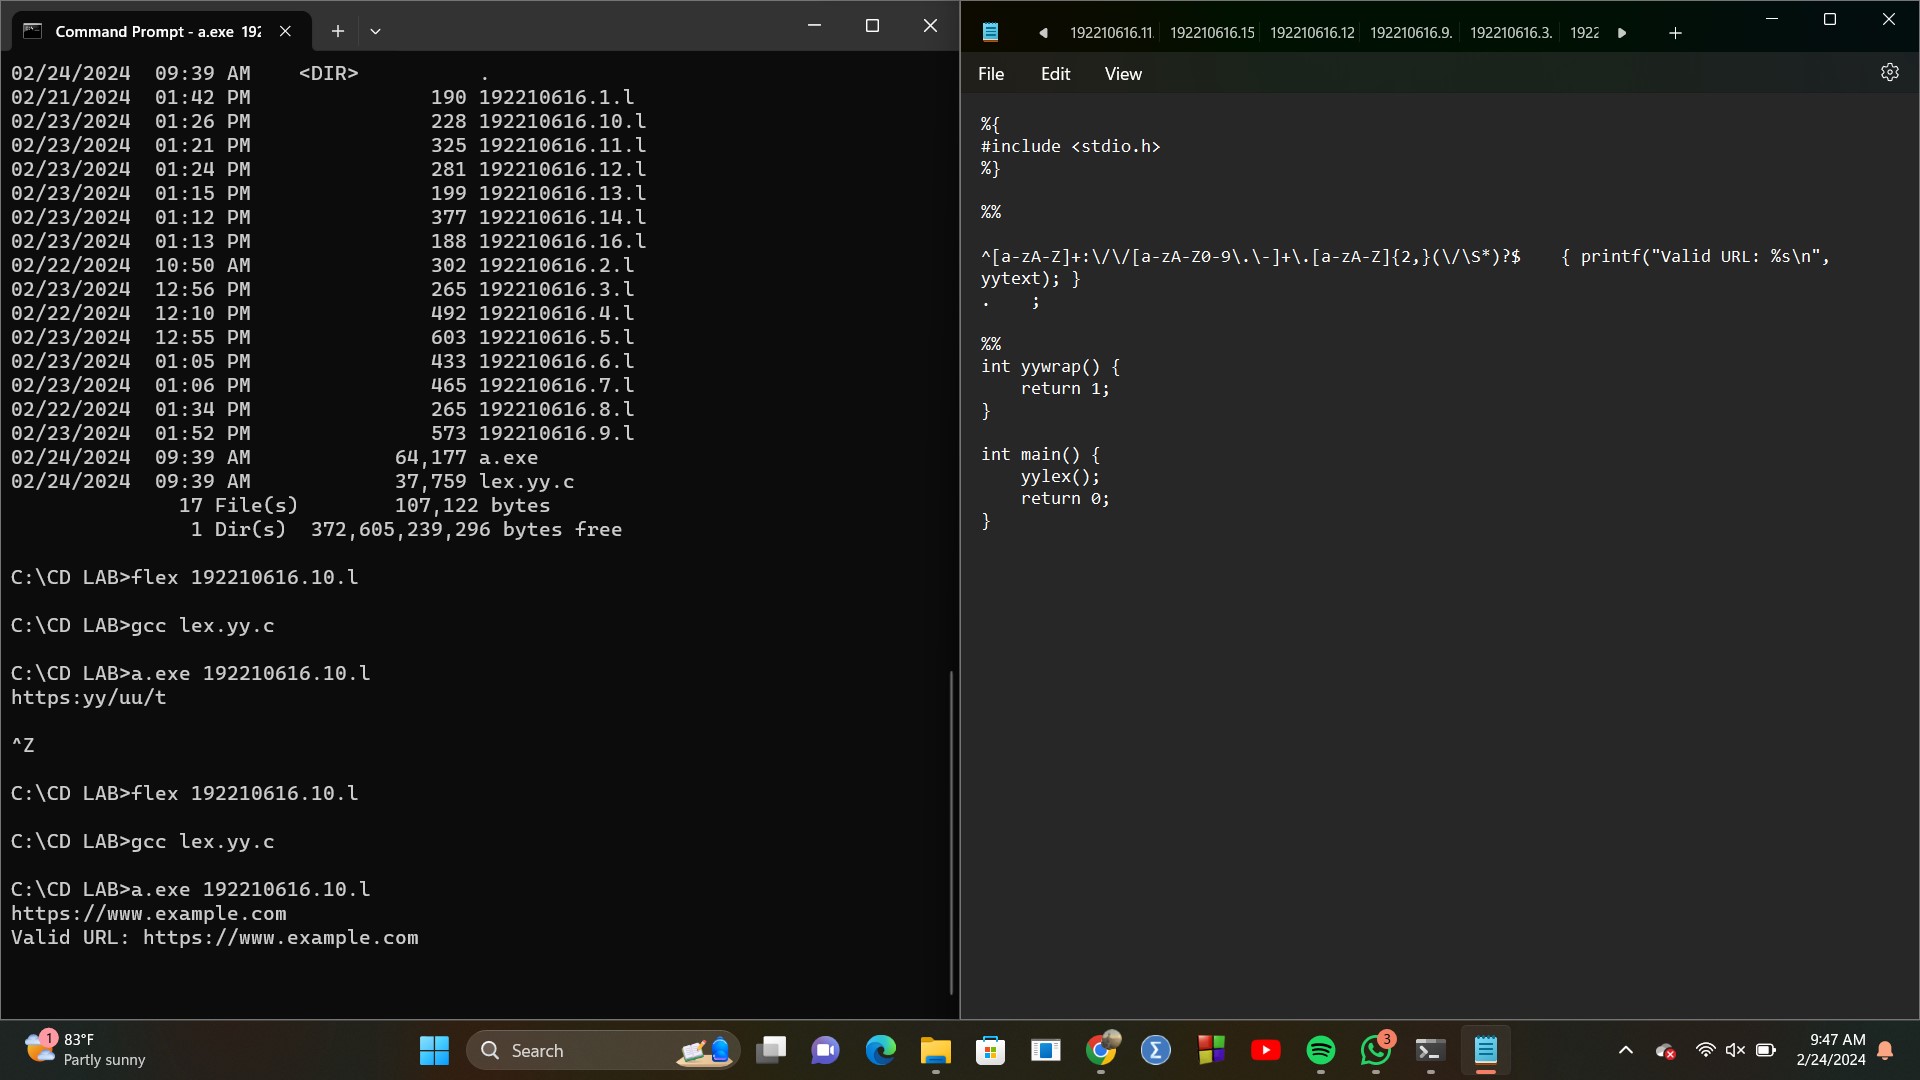 Command Prompt - a.exe 192
02/24/2024  09:39 AM    <DIR>          .
02/21/2024  01:42 PM               190 192210616.1.l
02/23/2024  01:26 PM               228 192210616.10.l
02/23/2024  01:21 PM               325 192210616.11.l
02/23/2024  01:24 PM               281 192210616.12.l
02/23/2024  01:15 PM               199 192210616.13.l
02/23/2024  01:12 PM               377 192210616.14.l
02/23/2024  01:13 PM               188 192210616.16.l
02/22/2024  10:50 AM               302 192210616.2.l
02/23/2024  12:56 PM               265 192210616.3.l
02/22/2024  12:10 PM               492 192210616.4.l
02/23/2024  12:55 PM               603 192210616.5.l
02/23/2024  01:05 PM               433 192210616.6.l
02/23/2024  01:06 PM               465 192210616.7.l
02/22/2024  01:34 PM               265 192210616.8.l
02/23/2024  01:52 PM               573 192210616.9.l
02/24/2024  09:39 AM            64,177 a.exe
02/24/2024  09:39 AM            37,759 lex.yy.c
              17 File(s)        107,122 bytes
               1 Dir(s)  372,605,239,296 bytes free
C:\CD LAB>flex 192210616.10.l
C:\CD LAB>gcc lex.yy.c
C:\CD LAB>a.exe 192210616.10.l
https:yy/uu/t
^Z
C:\CD LAB>flex 192210616.10.l
C:\CD LAB>gcc lex.yy.c
C:\CD LAB>a.exe 192210616.10.l
https://www.example.com
Valid URL: https://www.example.com
192210616.11. 192210616.15 192210616.12 192210616.9. 192210616.3. 1922
File Edit View
%{
#include <stdio.h>
%}
%%
^[a-zA-Z]+:\/\/[a-zA-Z0-9\.\-]+\.[a-zA-Z]{2,}(\/\S*)?$    { printf("Valid URL: %s\n",
yytext); }
.    ;
%%
int yywrap() {
    return 1;
}
int main() {
    yylex();
    return 0;
}
1
83°F
Partly sunny
Search
3
9:47 AM
2/24/2024